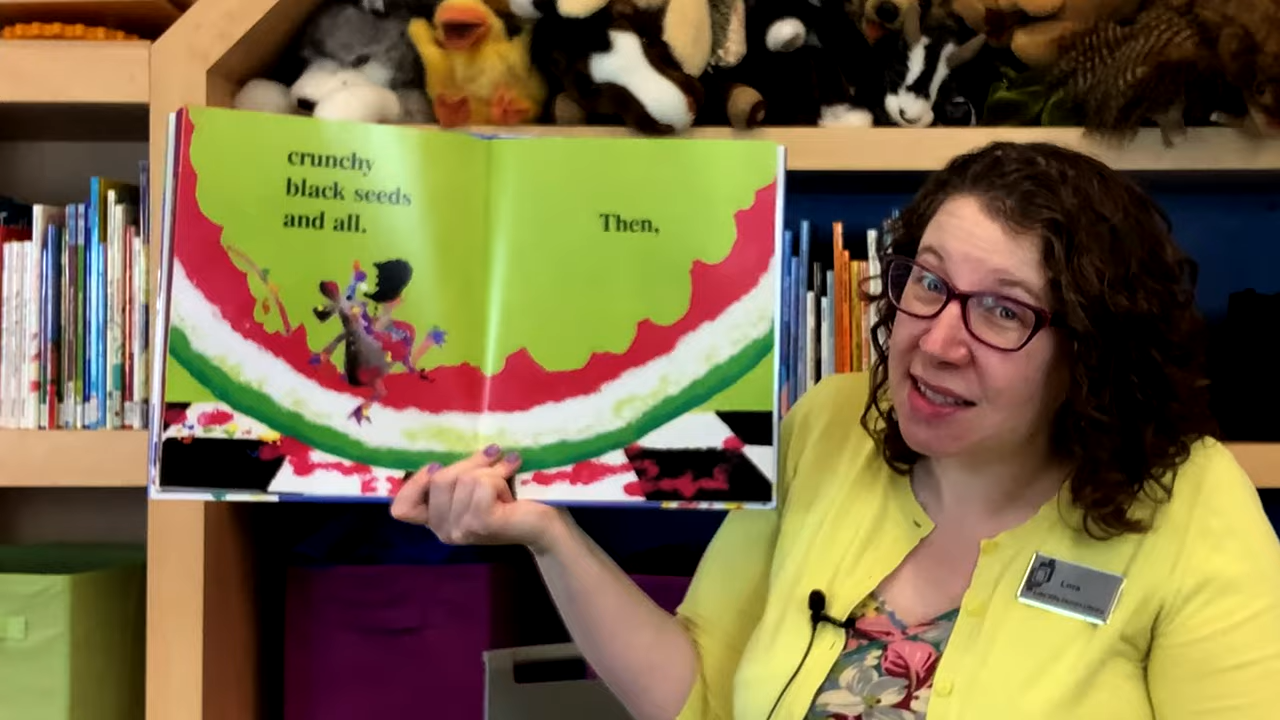 crunchy
black seeds
and all.
Then,